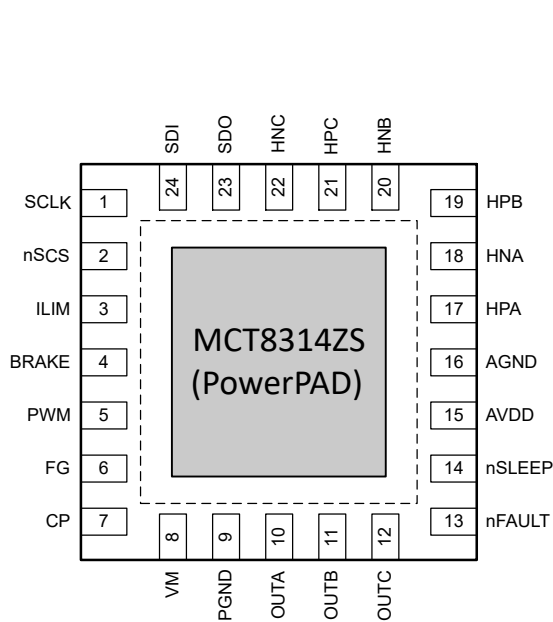 SDI
SDO
HNC
HPC
HNB
24
23
22
21
20
SCLK 1
19 HPB
nSCS 2
18 HNA
ILIM 3
17 HPA
MCT8314ZS
(PowerPAD)
BRAKE 4
16 AGND
PWM 5
15 AVDD
FG 6
14 nSLEEP
CP 7
13 nFAULT
8
9
10
11
12
VM
PGND
OUTA
OUTB
OUTC